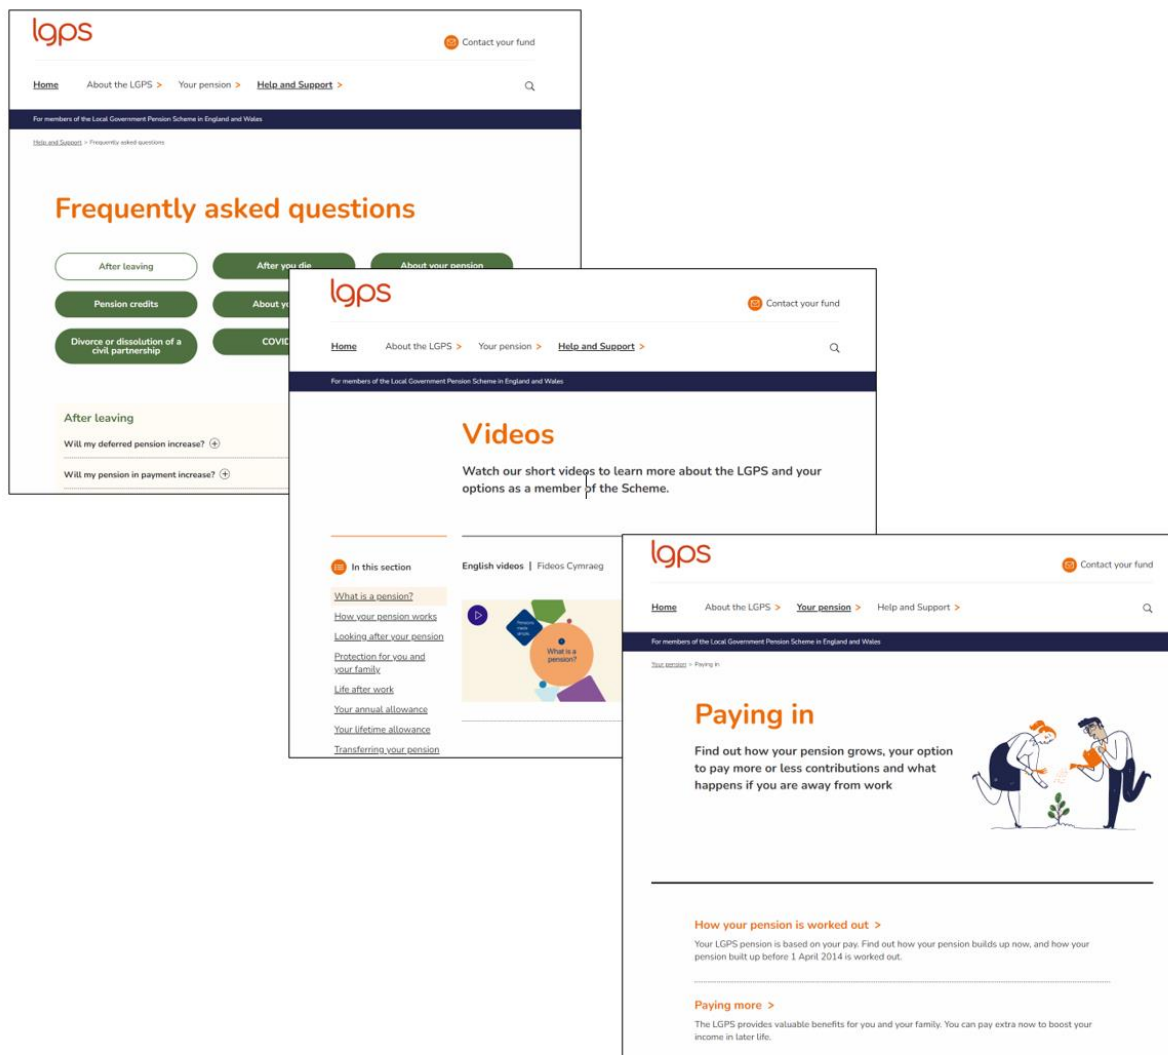 lgps
Contact your fund
Home About the LGPS > Your pension > Help and Support >
For members of the Local Government Pension Scheme in England and Wales
Help and Support > Frequently asked questions
Frequently asked questions
After leaving After you die About your pension
Pension credits About yo
Divorce or dissolution of a
civil partnership
COVID
After leaving
Will my deferred pension increase?
Will my pension in payment increase?
lgps
Contact your fund
Home About the LGPS > Your pension > Help and Support >
For members of the Local Government Pension Scheme in England and Wales
Videos
Watch our short videos to learn more about the LGPS and your
options as a member of the Scheme.
In this section
English videos | Fideos Cymraeg
What is a pension?
How your pension works
Looking after your pension
Protection for you and
your family
Life after work
Your annual allowance
Your lifetime allowance
Transferring your pension
Pensions
made
simple
What is a
pension?
lgps
Contact your fund
Home About the LGPS > Your pension > Help and Support >
For members of the Local Government Pension Scheme in England and Wales
Your pension > Paying in
Paying in
Find out how your pension grows, your option
to pay more or less contributions and what
happens if you are away from work
How your pension is worked out >
Your LGPS pension is based on your pay. Find out how your pension builds up now, and how your
pension built up before 1 April 2014 is worked out.
Paying more >
The LGPS provides valuable benefits for you and your family. You can pay extra now to boost your
income in later life.